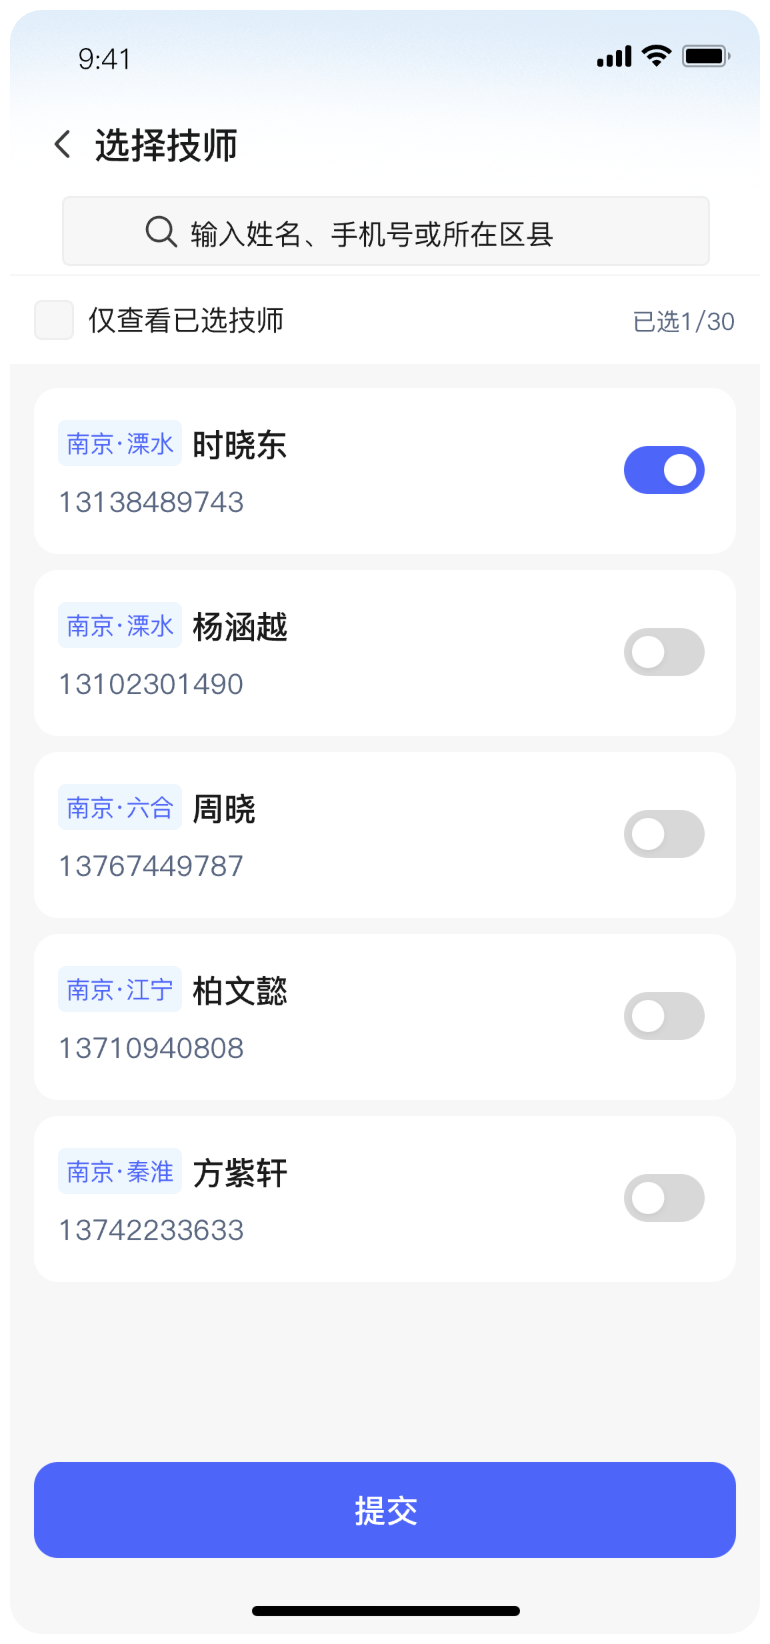 9:41
选择技师
输入姓名、手机号或所在区县
仅查看已选技师 已选1/30
南京·溧水 时晓东
13138489743
南京·溧水 杨涵越
13102301490
南京·六合 周晓
13767449787
南京·江宁 柏文懿
13710940808
南京·秦淮 方紫轩
13742233633
提交